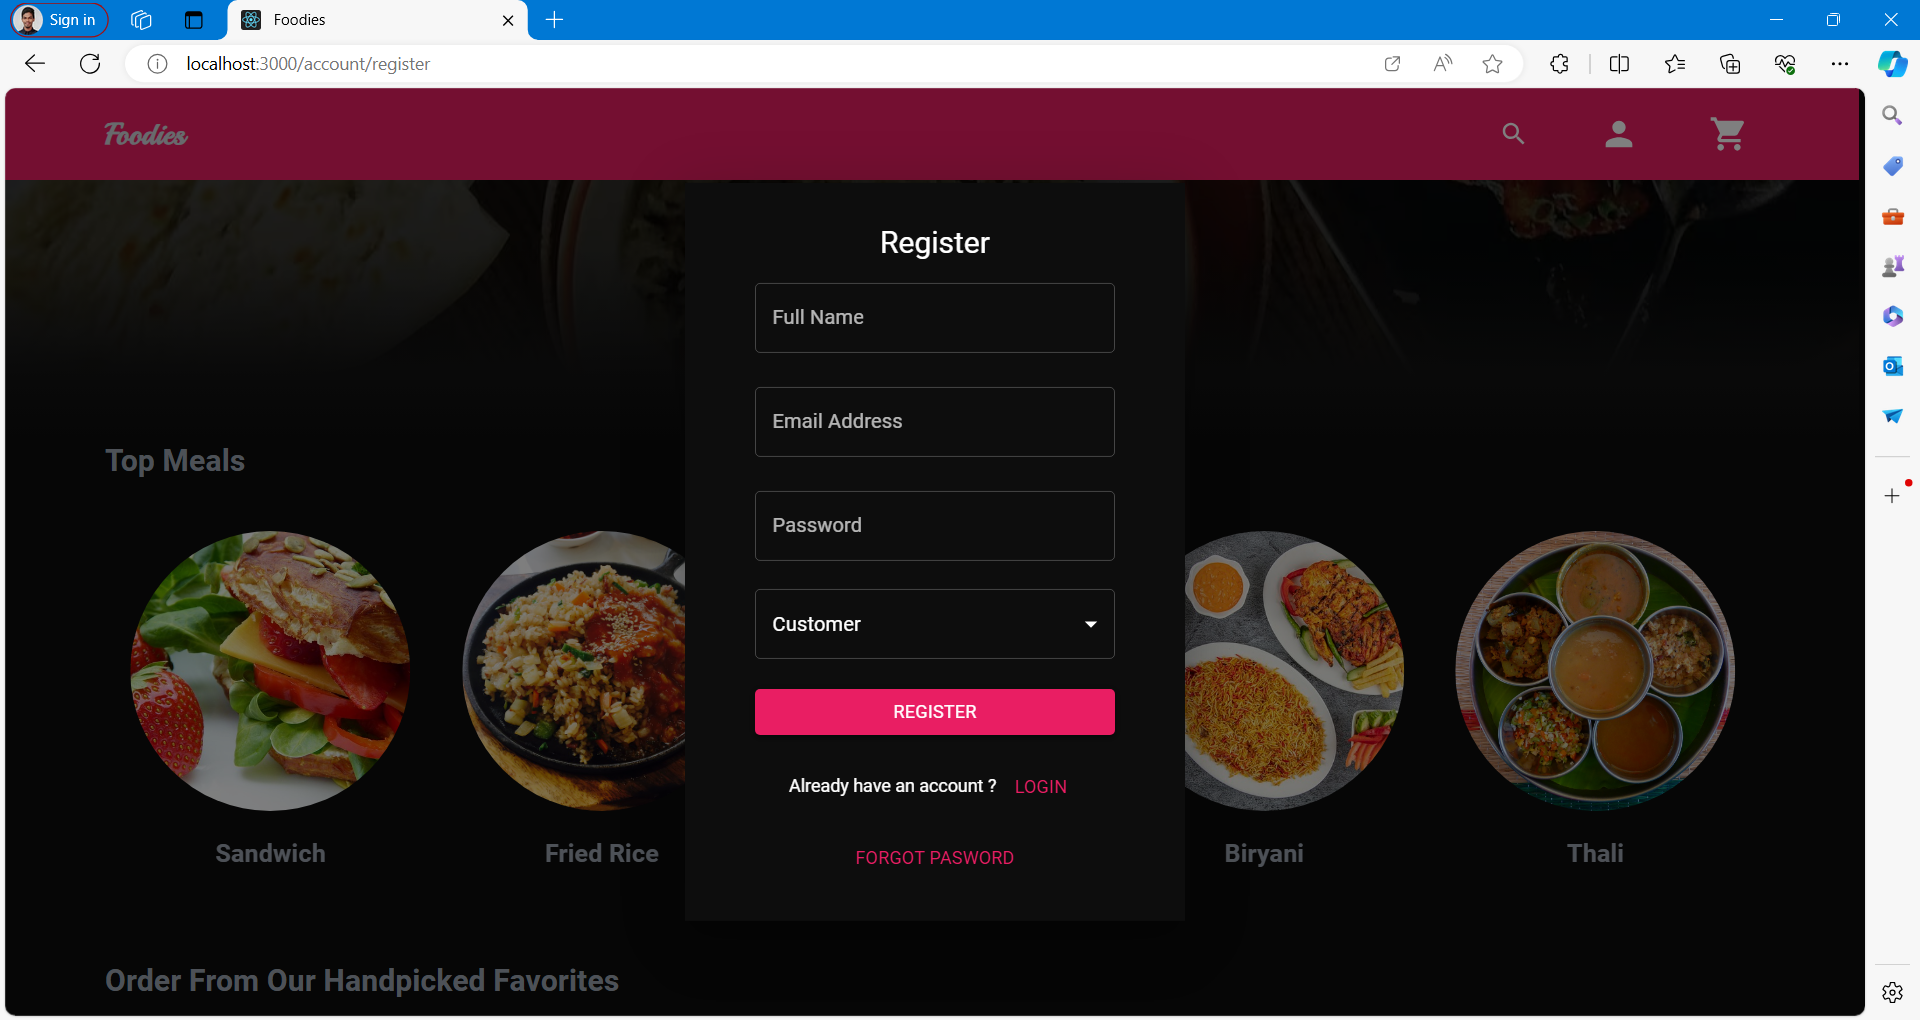 Sign in
Foodies
localhost:3000/account/register
Foodies
Register
Full Name
Email Address
Password
Customer
REGISTER
Already have an account ? LOGIN
FORGOT PASWORD
Top Meals
Sandwich
Fried Rice
Biryani
Thali
Order From Our Handpicked Favorites